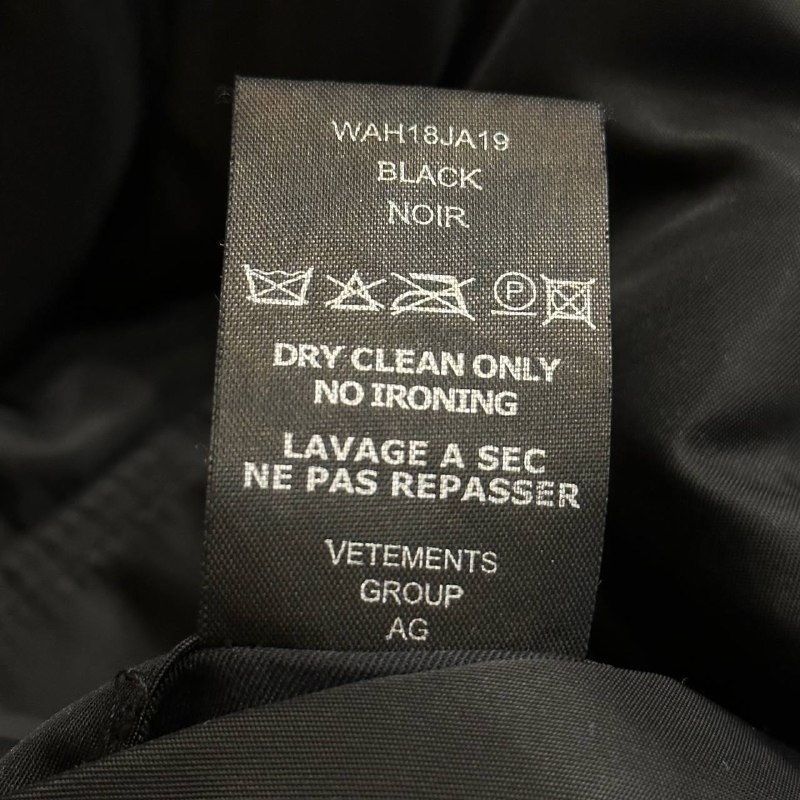 WAH18JA19
BLACK
NOIR
P
DRY CLEAN ONLY
NO IRONING
LAVAGE A SEC
NE PAS REPASSER
VETEMENTS
GROUP
AG